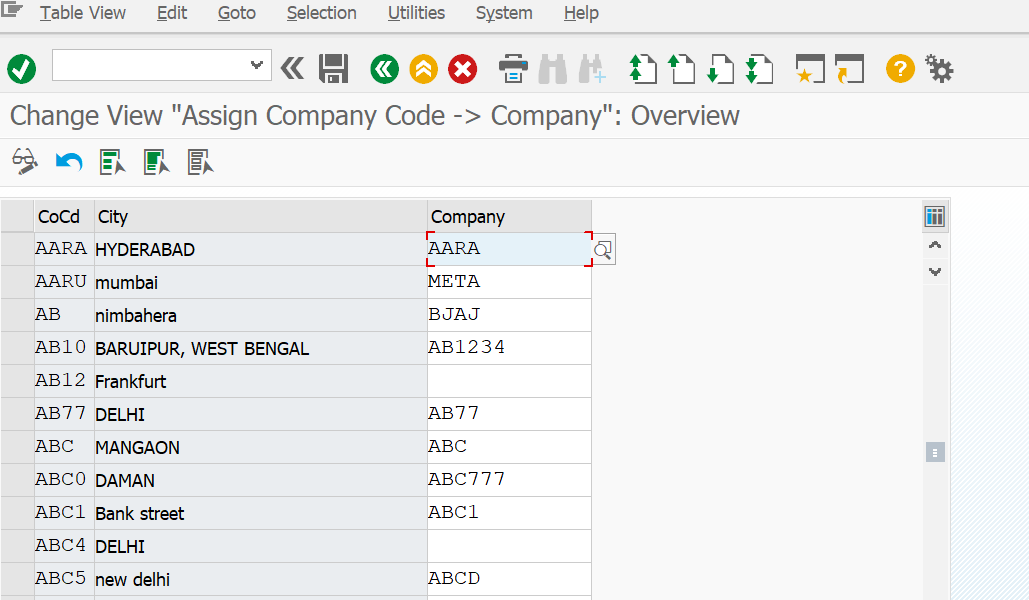 Table View Edit Goto Selection Utilities System Help
Change View "Assign Company Code -> Company": Overview
CoCd City Company
AARA HYDERABAD AARA
AARU mumbai META
AB nimbahera BJAJ
AB10 BARUIPUR, WEST BENGAL AB1234
AB12 Frankfurt
AB77 DELHI AB77
ABC MANGAON ABC
ABC0 DAMAN ABC777
ABC1 Bank street ABC1
ABC4 DELHI
ABC5 new delhi ABCD